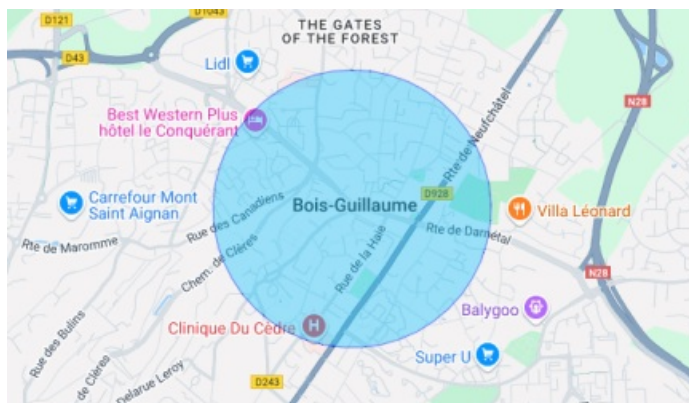 D1043
D121
THE GATES
OF THE FOREST
D43
Lidl
N28
Best Western Plus
hôtel le Conquérant
Rte de Neufchâtel
D928
Carrefour Mont
Saint Aignan
Rue des Canadiens
Bois-Guillaume
Villa Léonard
Rte de Maromme
Chem. de Clères
Rue de la Haie
Rte de Darnétal
N28
Rue des Bulins
Clinique Du Cèdre
H
Balygoo
Super U
de Clères
Delarue Leroy
D243